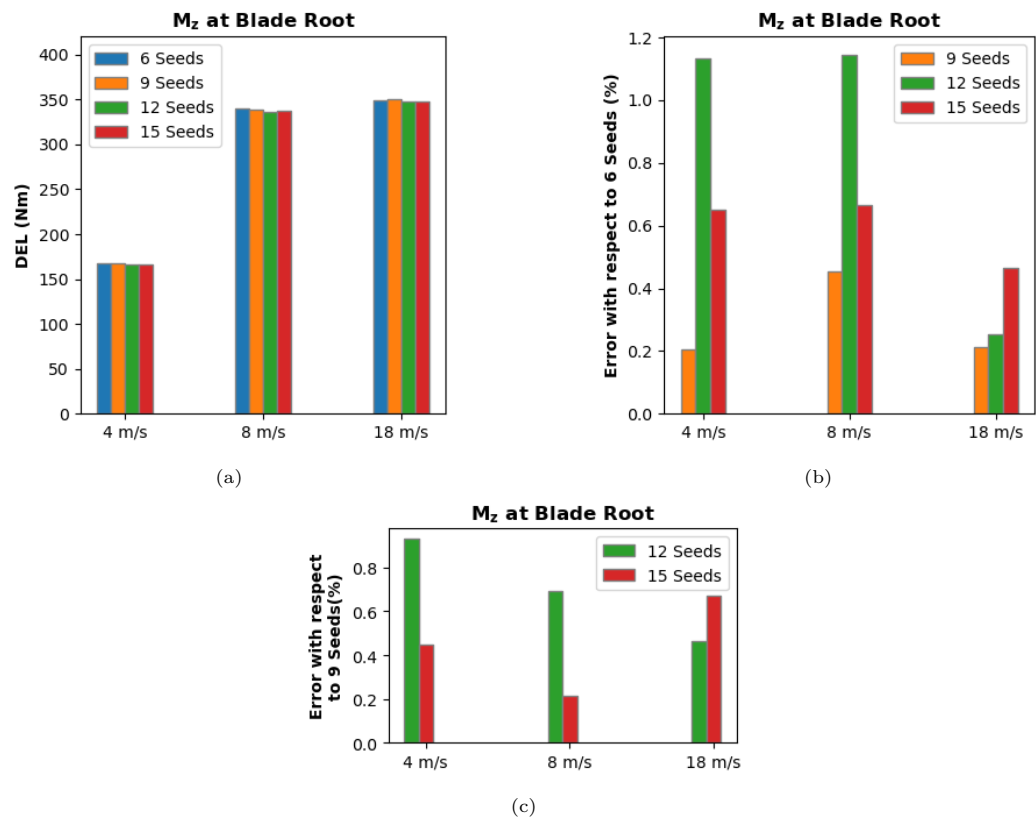 M_z at Blade Root
DEL (Nm)
400
350
300
250
200
150
100
50
0
6 Seeds
9 Seeds
12 Seeds
15 Seeds
4 m/s
8 m/s
18 m/s
(a)
M_z at Blade Root
Error with respect to 6 Seeds (%)
1.2
1.0
0.8
0.6
0.4
0.2
0.0
9 Seeds
12 Seeds
15 Seeds
4 m/s
8 m/s
18 m/s
(b)
M_z at Blade Root
Error with respect
to 9 Seeds(%)
0.8
0.6
0.4
0.2
0.0
12 Seeds
15 Seeds
4 m/s
8 m/s
18 m/s
(c)